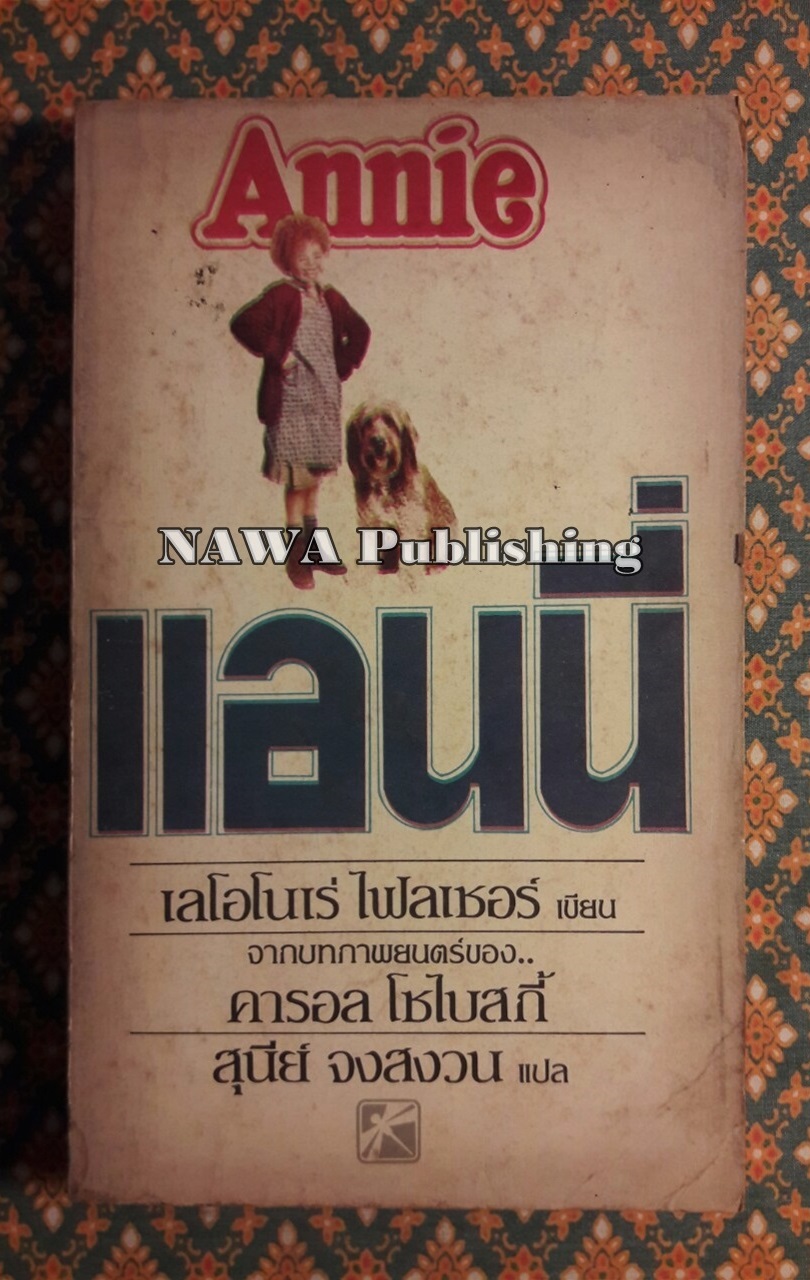 Annie
NAWA Publishing
แอนนี่
เลโอโนเร่ ไฟลเชอร์ เขียน
จากบทภาพยนตร์ของ..
คารอล โซไบสกี้
สุนีย์ จงสงวน แปล